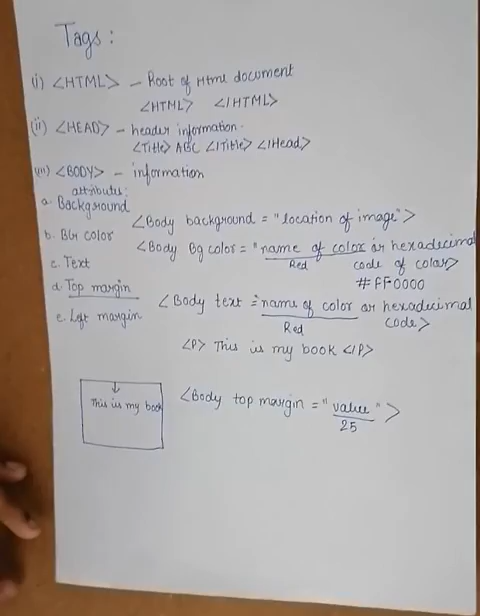 Tags :
(i) <HTML> – Root of Html document
<HTML> </HTML>
(ii) <HEAD> – header information.
<Title> ABC </Title> </Head>
(iii) <BODY> – information
attributes:
a. Background
<Body background = "location of image">
b. BG color
<Body Bg color = "name of color or hexadecimal
Red code of color>
c. Text
#FF0000
d. Top margin
<Body text = name of color or hexadecimal
e. Left margin
Red code>
<P> This is my book </P>
↓
This is my book
<Body top margin = "value">
25